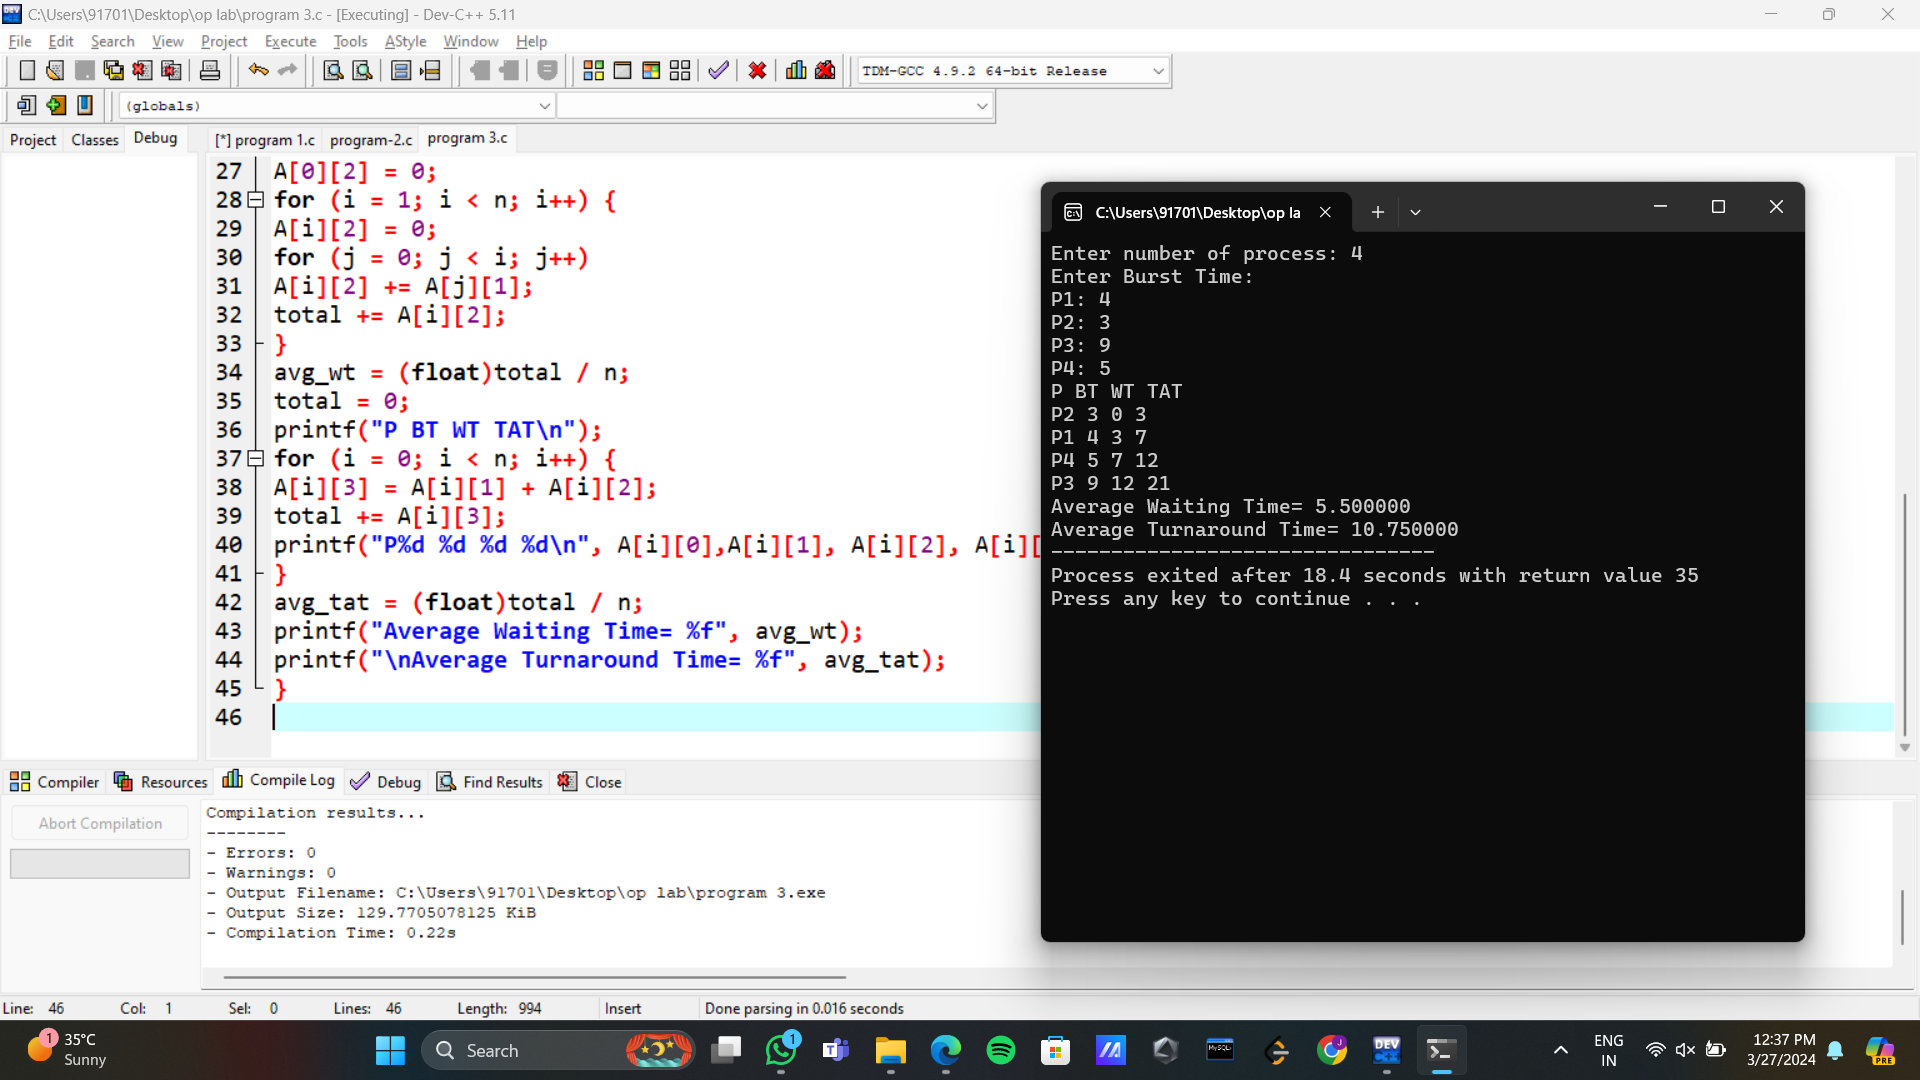 C:\Users\91701\Desktop\op lab\program 3.c - [Executing] - Dev-C++ 5.11
File Edit Search View Project Execute Tools AStyle Window Help
TDM-GCC 4.9.2 64-bit Release
(globals)
Project Classes Debug
[*] program 1.c program-2.c program 3.c
27 A[0][2] = 0;
28 for (i = 1; i < n; i++) {
29 A[i][2] = 0;
30 for (j = 0; j < i; j++)
31 A[i][2] += A[j][1];
32 total += A[i][2];
33 }
34 avg_wt = (float)total / n;
35 total = 0;
36 printf("P BT WT TAT\n");
37 for (i = 0; i < n; i++) {
38 A[i][3] = A[i][1] + A[i][2];
39 total += A[i][3];
40 printf("P%d %d %d %d\n", A[i][0],A[i][1], A[i][2], A[i][
41 }
42 avg_tat = (float)total / n;
43 printf("Average Waiting Time= %f", avg_wt);
44 printf("\nAverage Turnaround Time= %f", avg_tat);
45 }
46
C:\Users\91701\Desktop\op la
Enter number of process: 4
Enter Burst Time:
P1: 4
P2: 3
P3: 9
P4: 5
P BT WT TAT
P2 3 0 3
P1 4 3 7
P4 5 7 12
P3 9 12 21
Average Waiting Time= 5.500000
Average Turnaround Time= 10.750000
--------------------------------
Process exited after 18.4 seconds with return value 35
Press any key to continue . . .
Compiler Resources Compile Log Debug Find Results Close
Abort Compilation
Compilation results...
--------
- Errors: 0
- Warnings: 0
- Output Filename: C:\Users\91701\Desktop\op lab\program 3.exe
- Output Size: 129.7705078125 KiB
- Compilation Time: 0.22s
Line: 46 Col: 1 Sel: 0 Lines: 46 Length: 994 Insert Done parsing in 0.016 seconds
1
35°C
Sunny
Search
1
ENG
IN
12:37 PM
3/27/2024
DEV
C++
MySQL
J
PRE